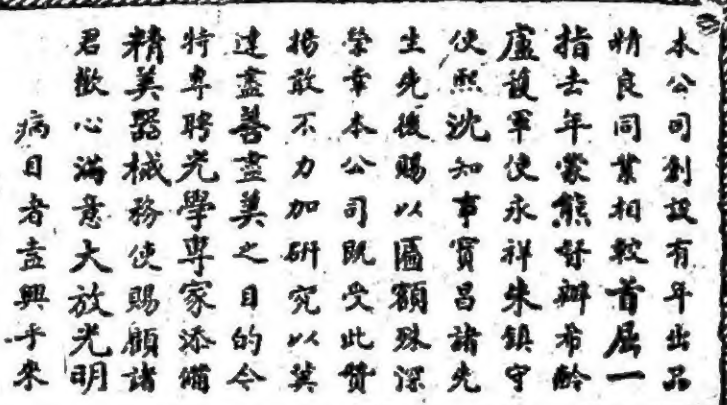 本公司創設有年出品
精良同業相較首屈一
指去年蒙熊督辦希齡
盧護軍使永祥朱鎮守
使熙沈知事寳昌諸先
生先後賜以匾額殊深
榮幸本公司既受此贊
揚敢不力加研究以冀
達盡善盡美之目的今
特專聘光學專家添備
精美器械務使賜顧諸
君歡心滿意大放光明
病目者盍興乎來